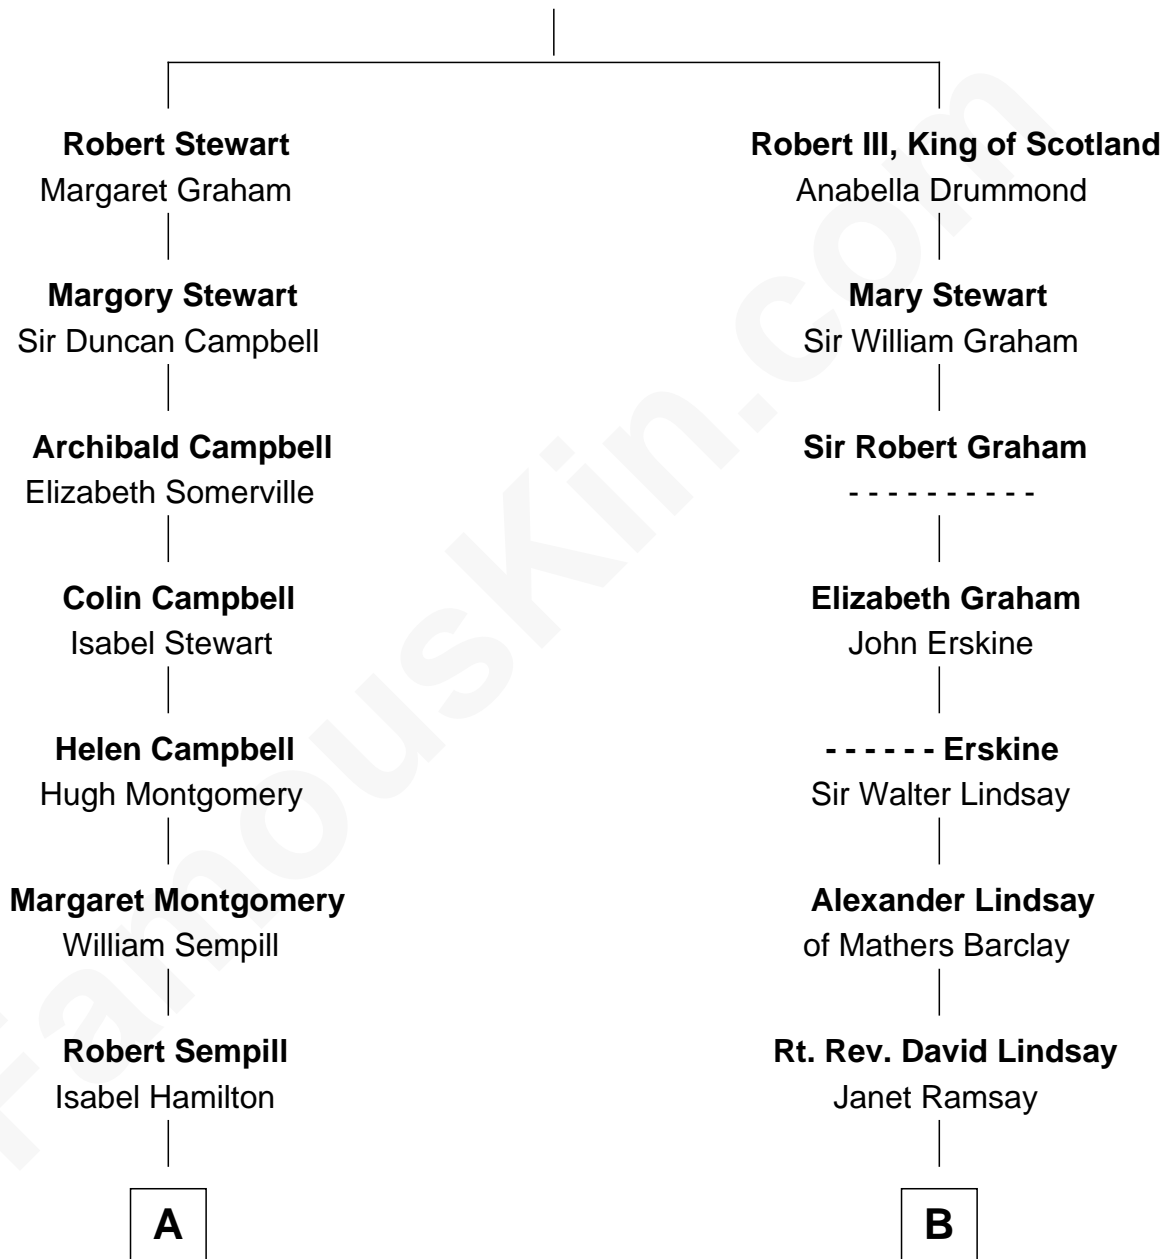 Robert Stewart
Margaret Graham
Margory Stewart
Sir Duncan Campbell
Archibald Campbell
Elizabeth Somerville
Colin Campbell
Isabel Stewart
Helen Campbell
Hugh Montgomery
Margaret Montgomery
William Sempill
Robert Sempill
Isabel Hamilton
A
Robert III, King of Scotland
Anabella Drummond
Mary Stewart
Sir William Graham
Sir Robert Graham
- - - - - - - - - -
Elizabeth Graham
John Erskine
- - - - - - Erskine
Sir Walter Lindsay
Alexander Lindsay
of Mathers Barclay
Rt. Rev. David Lindsay
Janet Ramsay
B
FamousKin.com